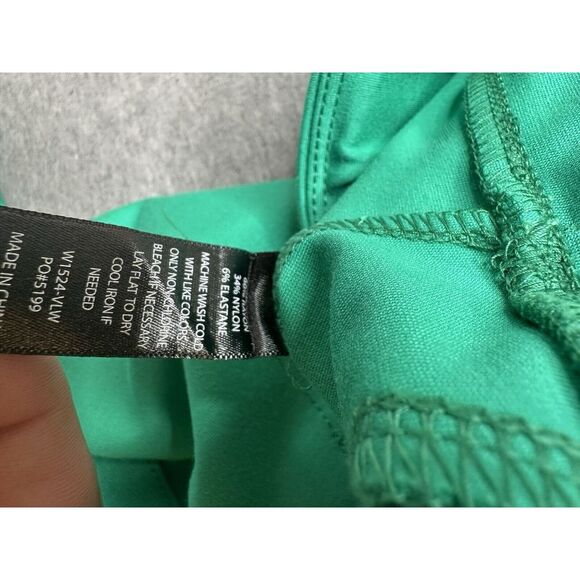 34% NYLON
6% ELASTANE
MACHINE WASH COLD
WITH LIKE COLORS.
ONLY NON-CHLORINE
BLEACH IF NECESSARY
LAY FLAT TO DRY
COOL IRON IF
NEEDED
W1524-VLW
PO#5199
MADE IN